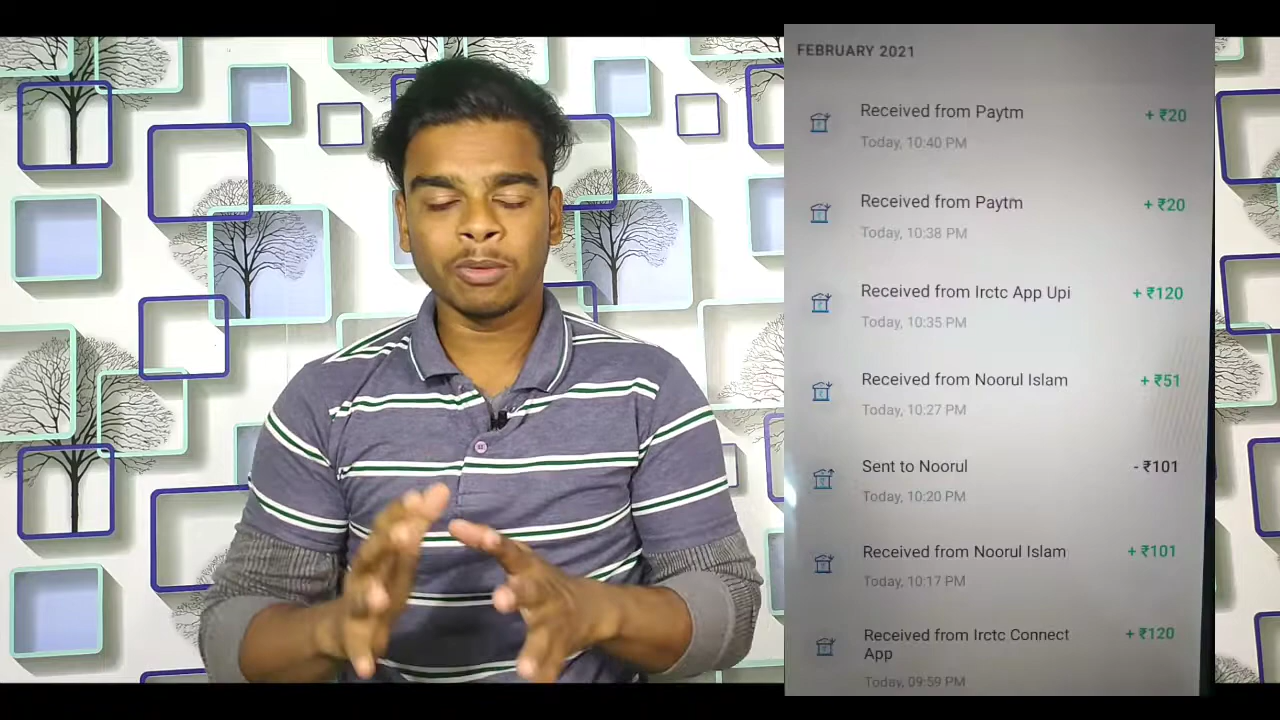 FEBRUARY 2021
Received from Paytm + ₹20
Today, 10:40 PM
Received from Paytm + ₹20
Today, 10:38 PM
Received from Irctc App Upi + ₹120
Today, 10:35 PM
Received from Noorul Islam + ₹51
Today, 10:27 PM
Sent to Noorul - ₹101
Today, 10:20 PM
Received from Noorul Islam + ₹101
Today, 10:17 PM
Received from Irctc Connect + ₹120
App
Today, 09:59 PM